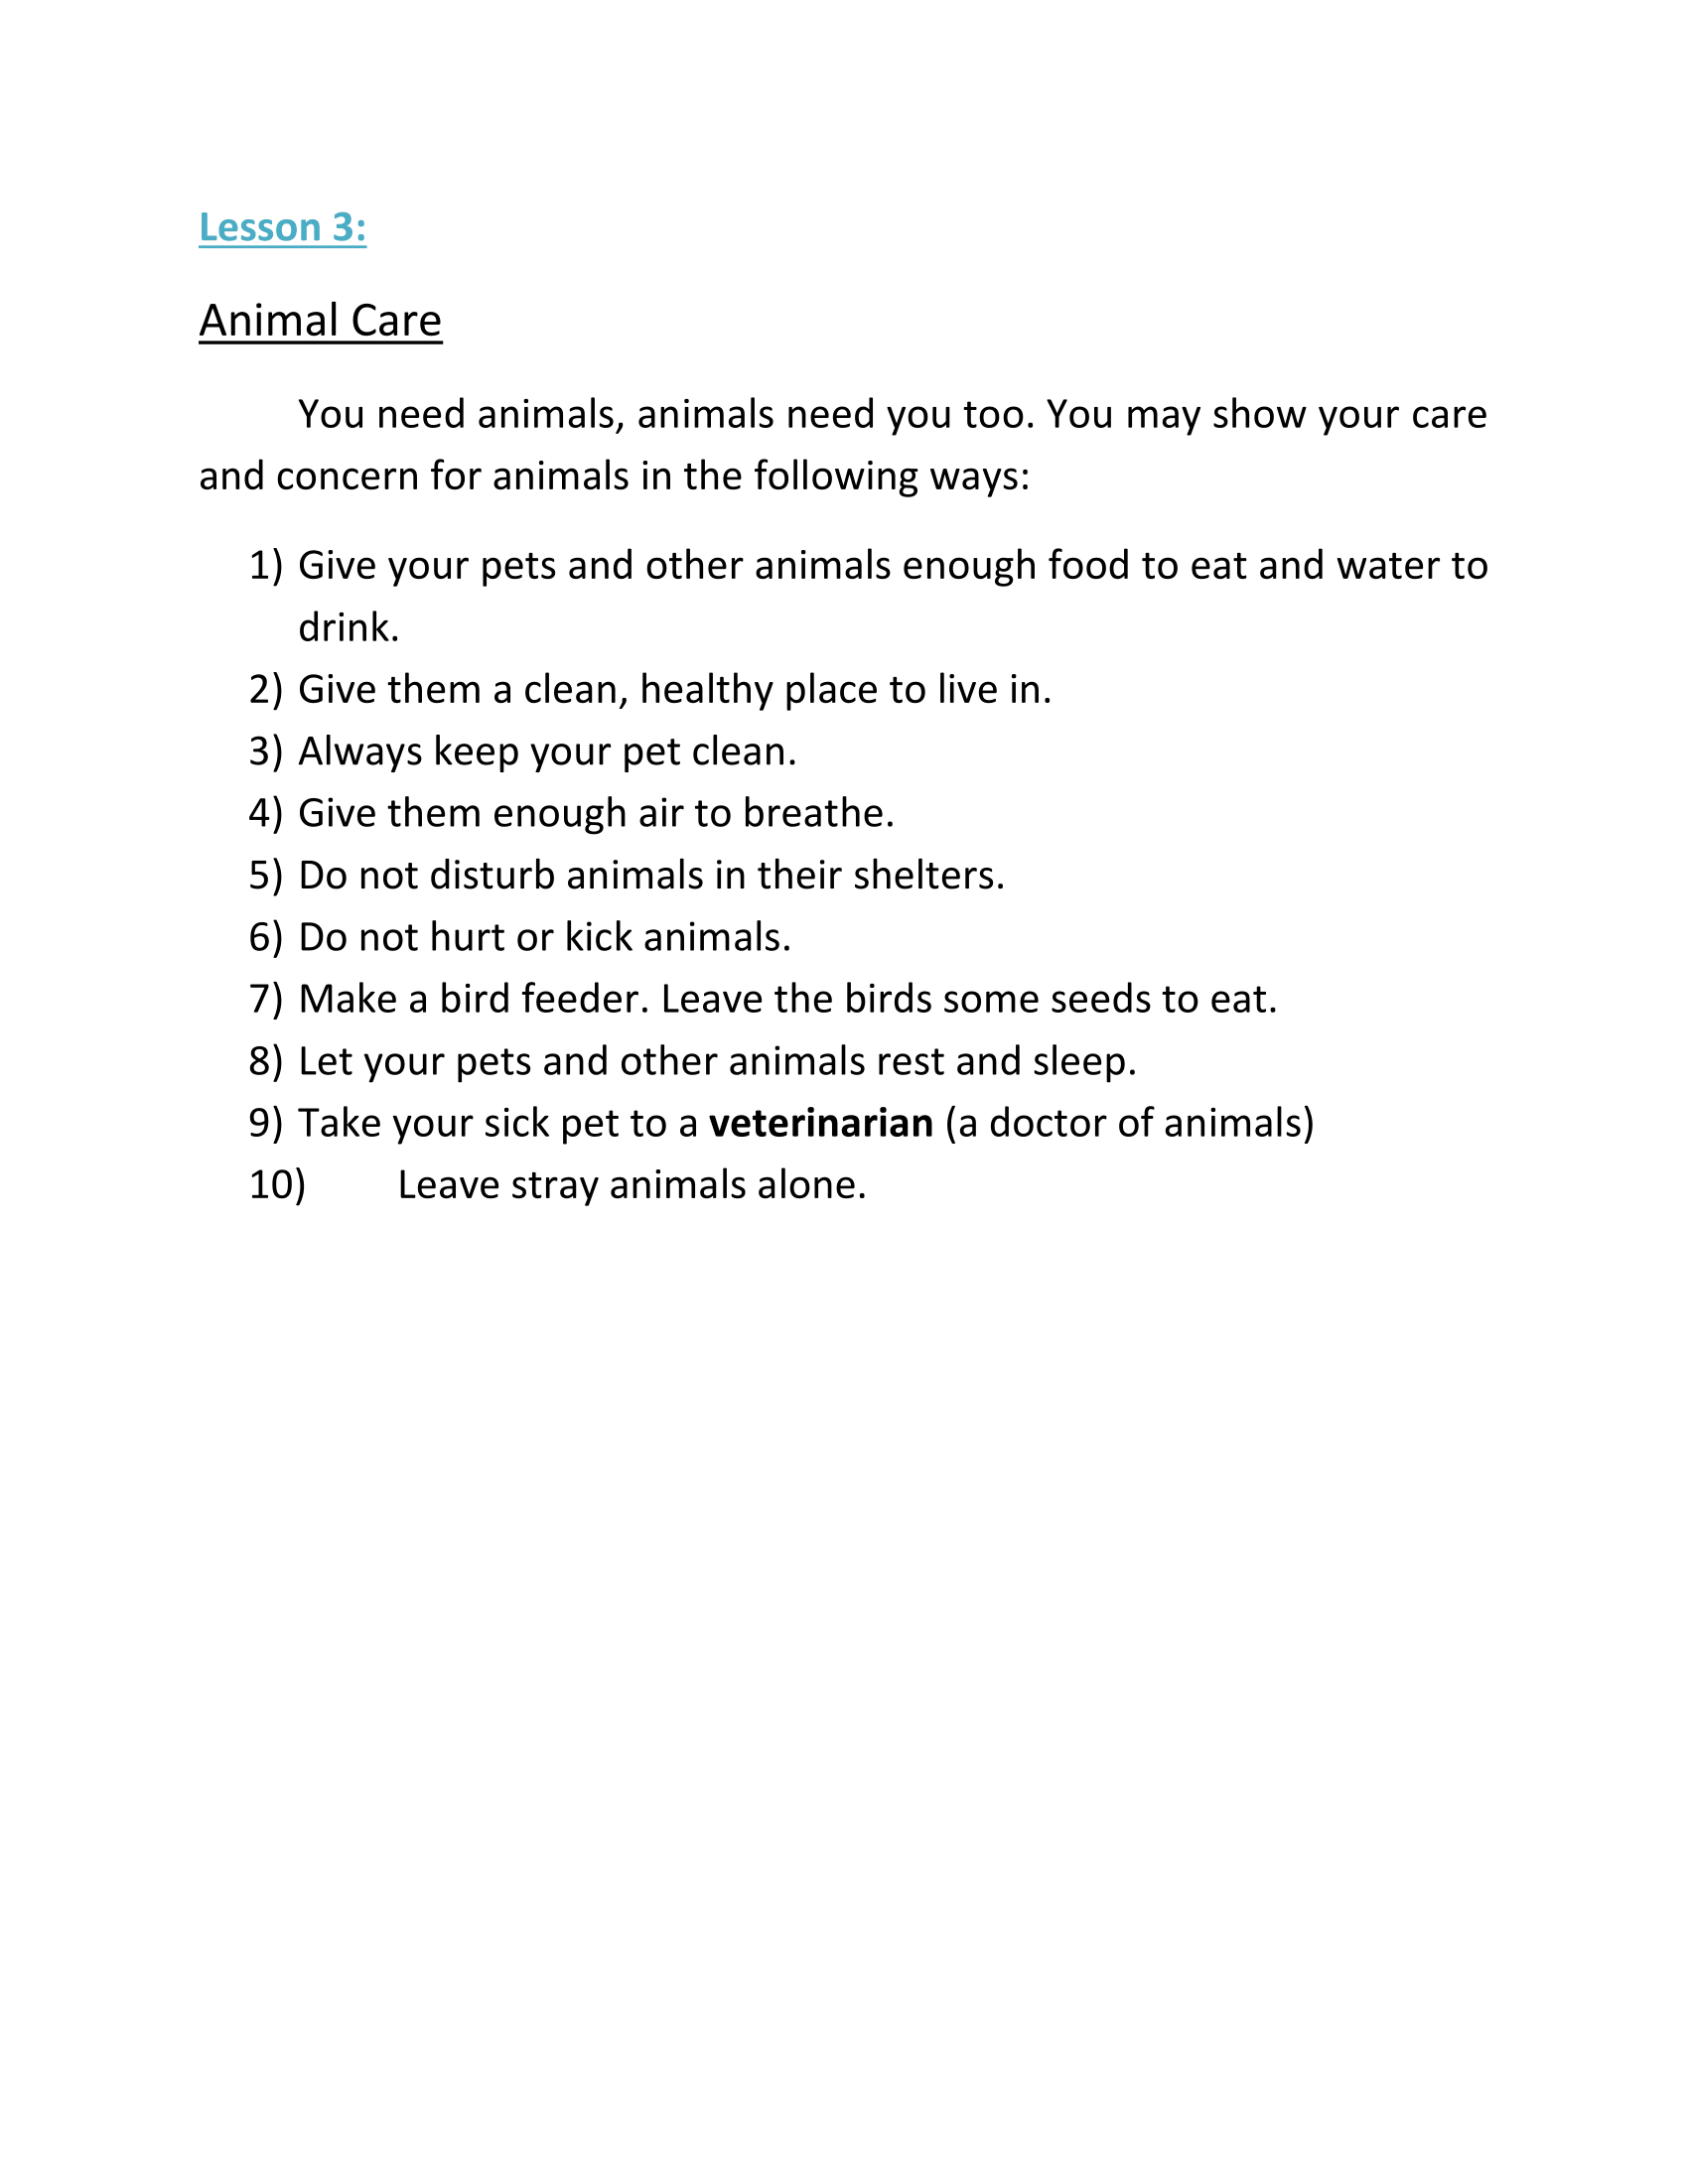 Lesson 3:
Animal Care
You need animals, animals need you too. You may show your care
and concern for animals in the following ways:
1) Give your pets and other animals enough food to eat and water to
drink.
2) Give them a clean, healthy place to live in.
3) Always keep your pet clean.
4) Give them enough air to breathe.
5) Do not disturb animals in their shelters.
6) Do not hurt or kick animals.
7) Make a bird feeder. Leave the birds some seeds to eat.
8) Let your pets and other animals rest and sleep.
9) Take your sick pet to a veterinarian (a doctor of animals)
10) Leave stray animals alone.